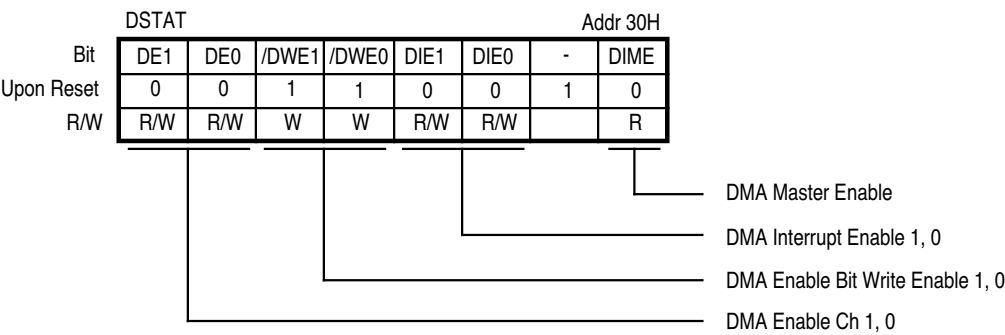 DSTAT Addr 30H
Bit DE1 DE0 /DWE1 /DWE0 DIE1 DIE0 - DIME
Upon Reset 0 0 1 1 0 0 1 0
R/W R/W R/W W W R/W R/W R
DMA Master Enable
DMA Interrupt Enable 1, 0
DMA Enable Bit Write Enable 1, 0
DMA Enable Ch 1, 0